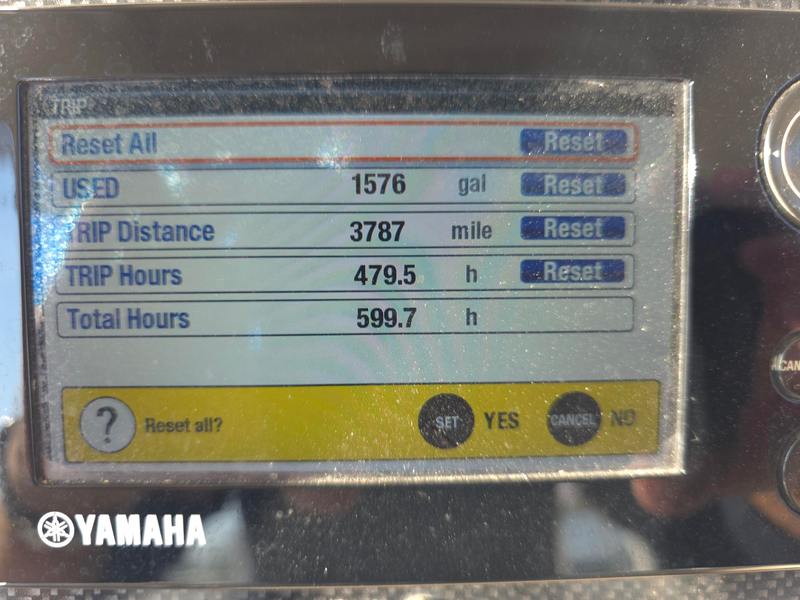 TRIP
Reset All Reset
USED 1576 gal Reset
TRIP Distance 3787 mile Reset
TRIP Hours 479.5 h Reset
Total Hours 599.7 h
? Reset all? SET YES CANCEL NO
YAMAHA
CAN